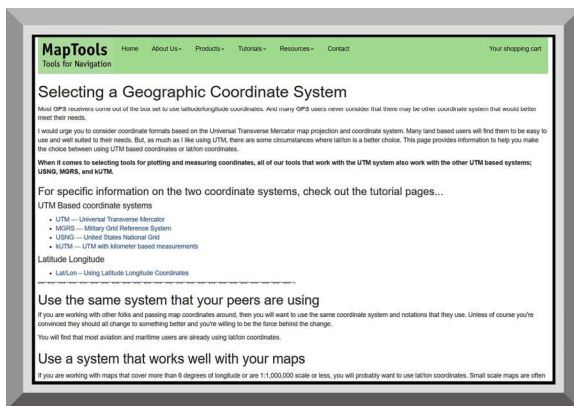 MapTools
Tools for Navigation
Home About Us Products Tutorials Resources Contact Your shopping cart
Selecting a Geographic Coordinate System
Most GPS receivers come out of the box set to use latitude/longitude coordinates. And many GPS users never consider that there may be other coordinate system that would better
meet their needs.
I would urge you to consider coordinate formats based on the Universal Transverse Mercator map projection and coordinate system. Many land based users will find them to be easy to
use and well suited to their needs. But, as much as I like using UTM, there are some circumstances where lat/lon is a better choice. This page provides information to help you make
the choice between using UTM based coordinates or lat/lon coordinates.
When it comes to selecting tools for plotting and measuring coordinates, all of our tools that work with the UTM system also work with the other UTM based systems;
USNG, MGRS, and kUTM.
For specific information on the two coordinate systems, check out the tutorial pages...
UTM Based coordinate systems
• UTM — Universal Transverse Mercator
• MGRS — Military Grid Reference System
• USNG — United States National Grid
• kUTM — UTM with kilometer based measurements
Latitude Longitude
• Lat/Lon – Using Latitude Longitude Coordinates
Use the same system that your peers are using
If you are working with other folks and passing map coordinates around, then you will want to use the same coordinate system and notations that they use. Unless of course you're
convinced they should all change to something better and you're willing to be the force behind the change.
You will find that most aviation and maritime users are already using lat/lon coordinates.
Use a system that works well with your maps
If you are working with maps that cover more than 6 degrees of longitude or are 1:1,000,000 scale or less, you will probably want to use lat/lon coordinates. Small scale maps are often